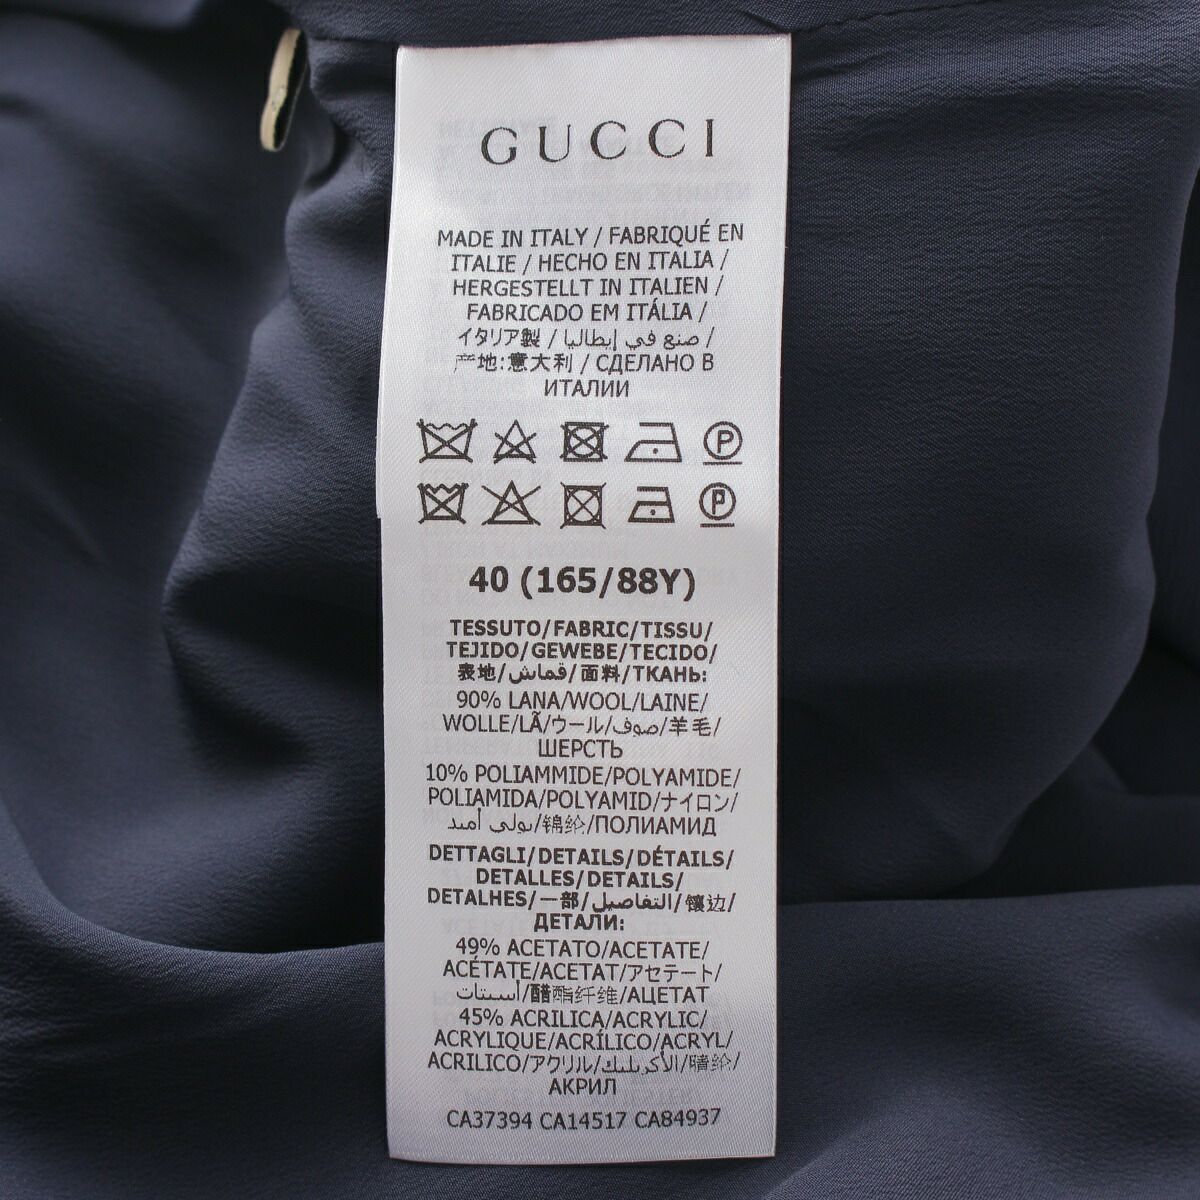 GUCCI
MADE IN ITALY / FABRIQUÉ EN
ITALIE / HECHO EN ITALIA /
HERGESTELLT IN ITALIEN /
FABRICADO EM ITÁLIA /
イタリア製 / صنع في إيطاليا /
产地:意大利 / СДЕЛАНО В
ИТАЛИИ
P
P
40 (165/88Y)
TESSUTO/FABRIC/TISSU/
TEJIDO/GEWEBE/TECIDO/
表地/قماش/面料/ТКАНЬ:
90% LANA/WOOL/LAINE/
WOLLE/LÃ/ウール/صوف/羊毛/
ШЕРСТЬ
10% POLIAMMIDE/POLYAMIDE/
POLIAMIDA/POLYAMID/ナイロン/
بولي أميد/锦纶/ПОЛИАМИД
DETTAGLI/DETAILS/DÉTAILS/
DETALLES/DETAILS/
DETALHES/一部/التفاصيل/镶边/
ДЕТАЛИ:
49% ACETATO/ACETATE/
ACÉTATE/ACETAT/アセテート/
أسيتات/醋酯纤维/АЦЕТАТ
45% ACRILICA/ACRYLIC/
ACRYLIQUE/ACRÍLICO/ACRYL/
ACRILICO/アクリル/الأكريليك/腈纶/
АКРИЛ
CA37394 CA14517 CA84937